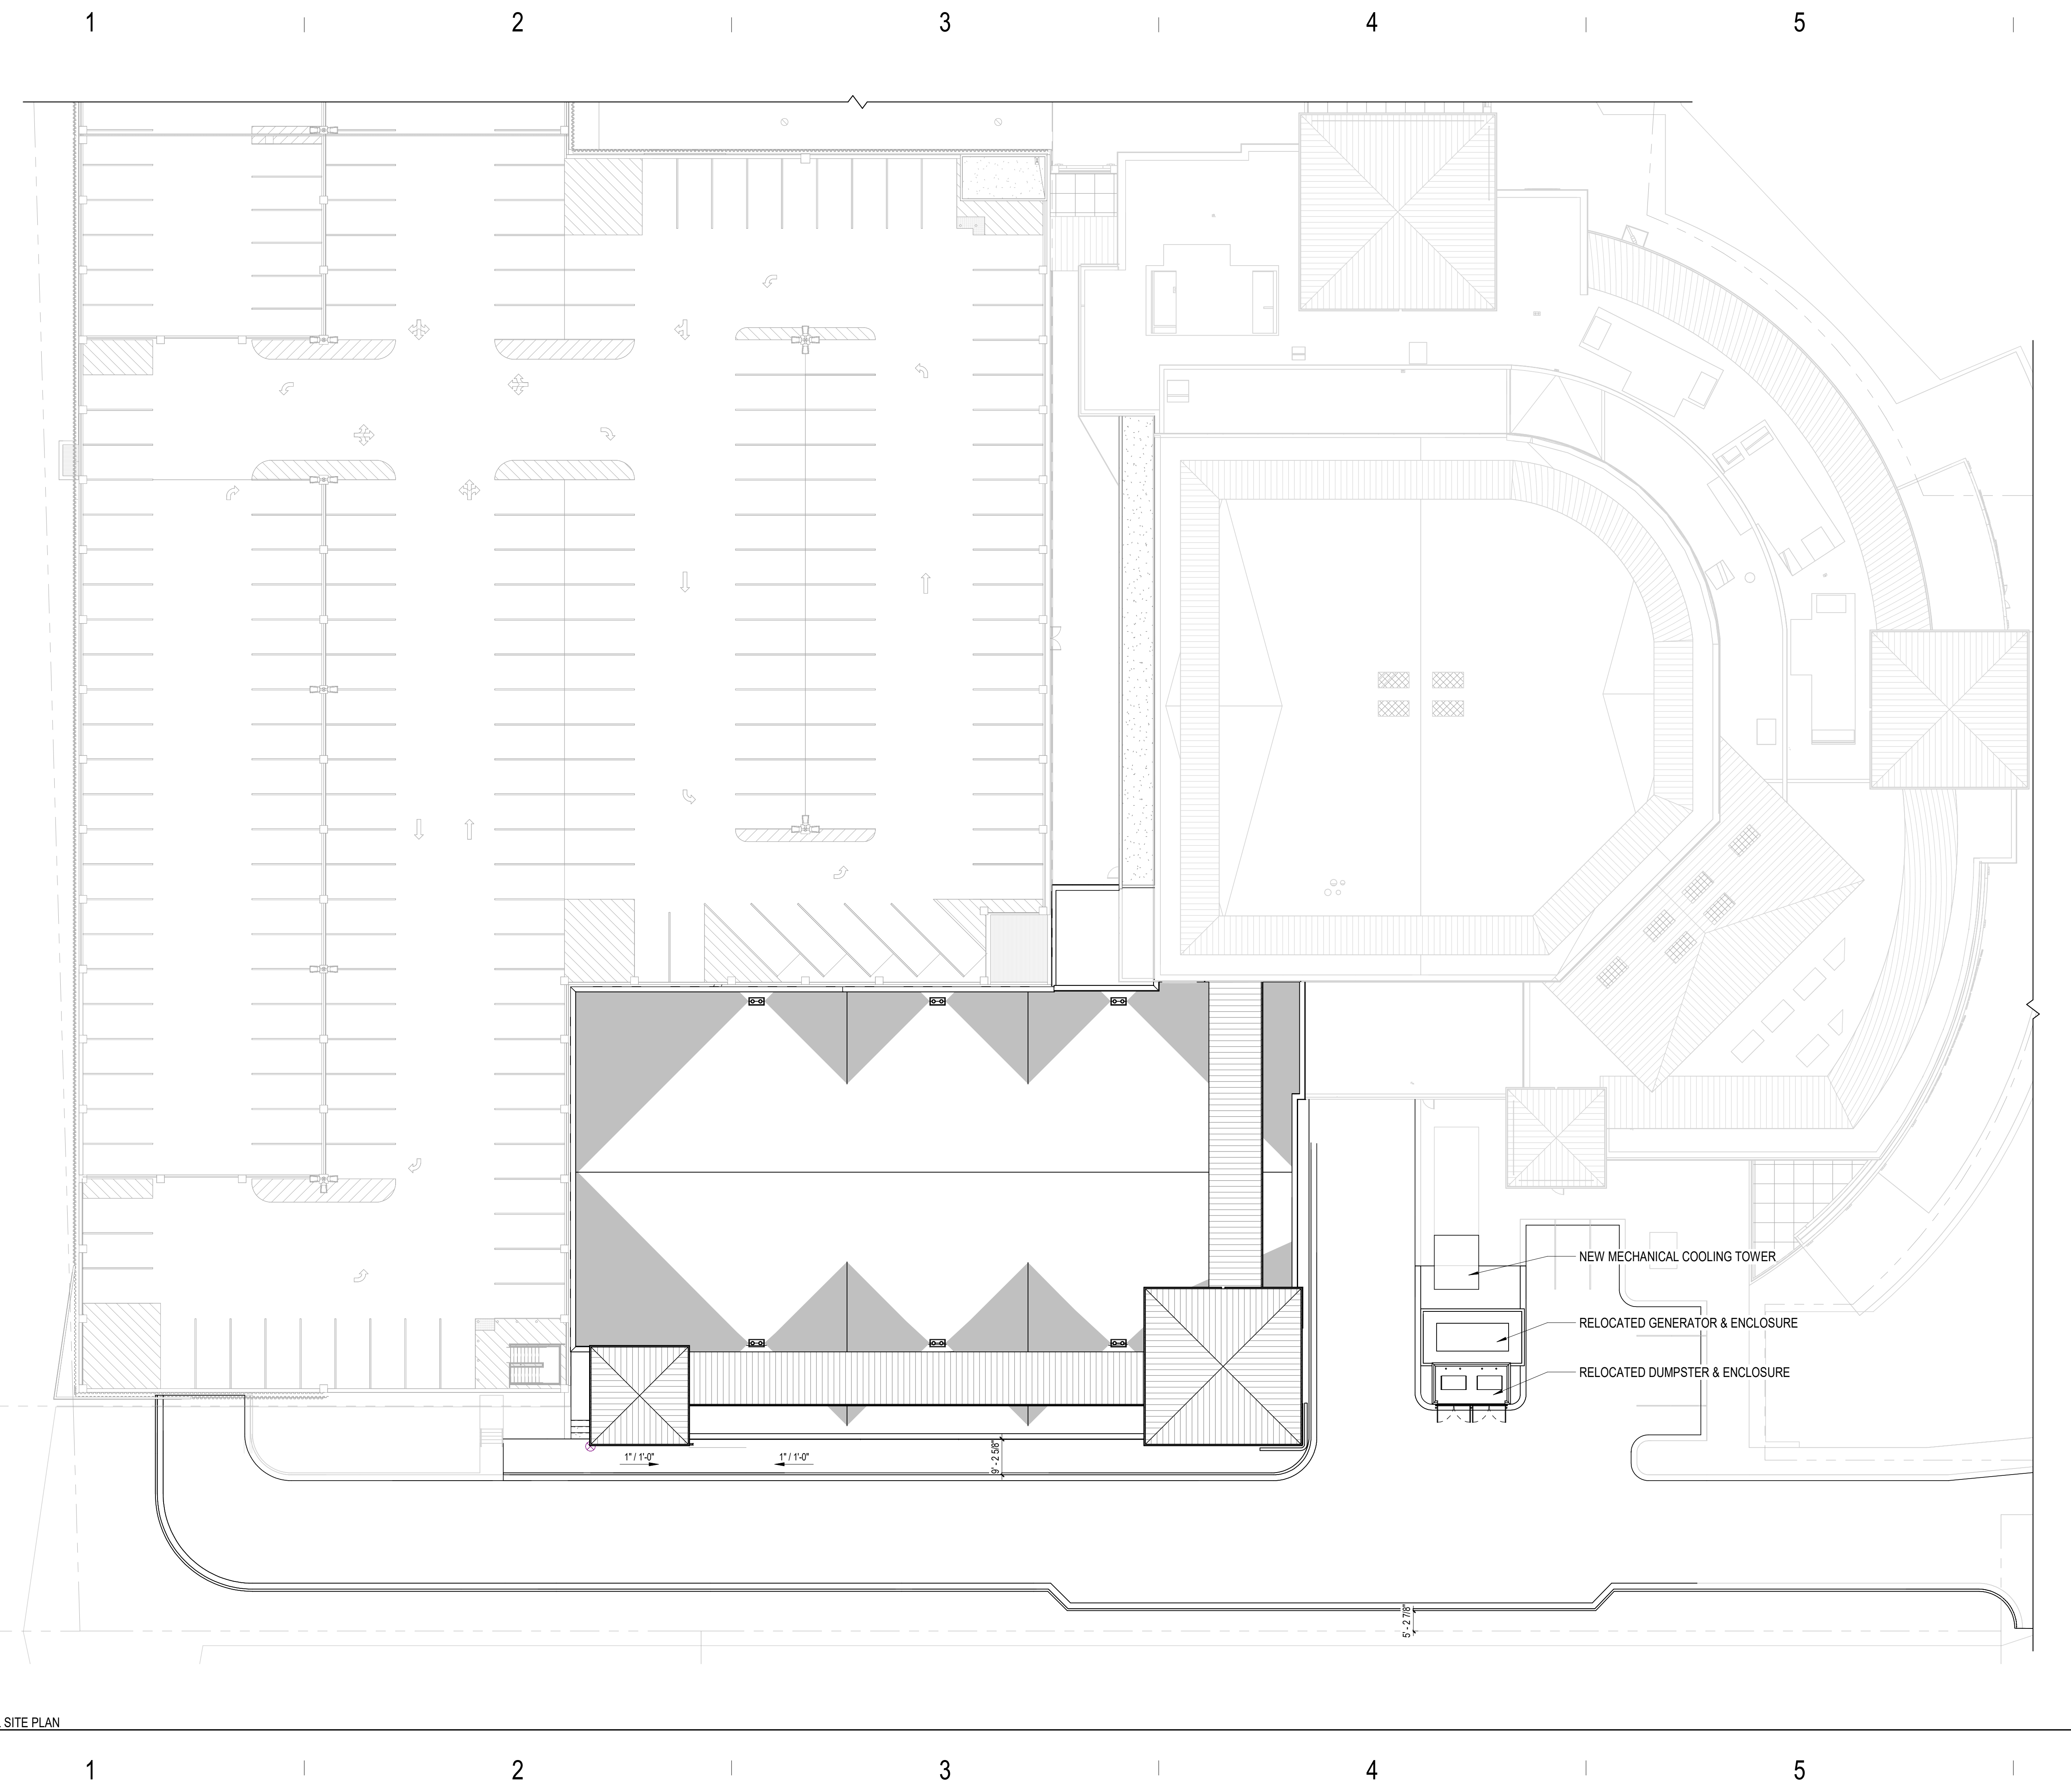 1 2 3 4 5
NEW MECHANICAL COOLING TOWER
RELOCATED GENERATOR & ENCLOSURE
RELOCATED DUMPSTER & ENCLOSURE
1" / 1'-0" 1" / 1'-0"
9' - 2 5/8"
5' - 2 7/8"
SITE PLAN
1 2 3 4 5